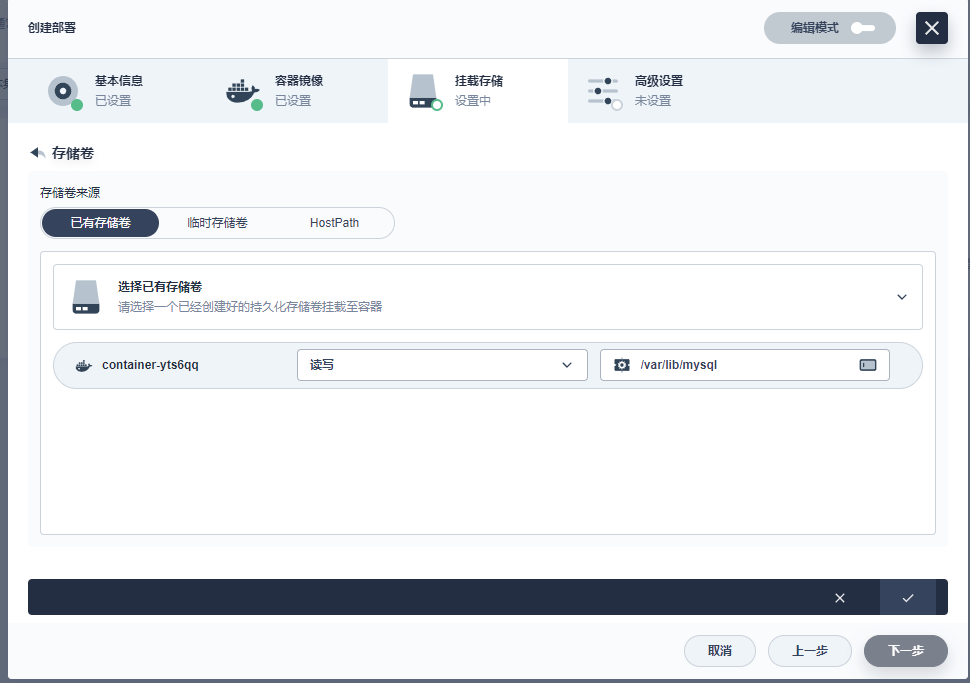 创建部署
编辑模式
基本信息
已设置
容器镜像
已设置
挂载存储
设置中
高级设置
未设置
存储卷
存储卷来源
已有存储卷
临时存储卷
HostPath
选择已有存储卷
请选择一个已经创建好的持久化存储卷挂载至容器
container-yts6qq
读写
/var/lib/mysql
取消
上一步
下一步